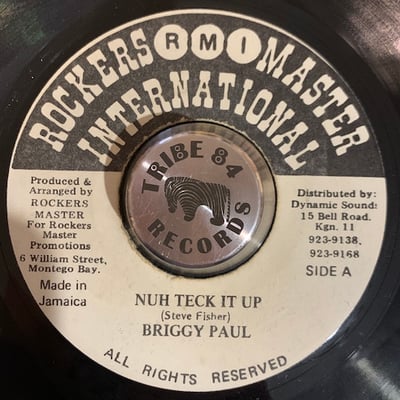 ROCKERS RMI MASTER
INTERNATIONAL
Produced &
Arranged by
ROCKERS
MASTER
For Rockers
Master
Promotions
6 William Street,
Montego Bay.
Made in
Jamaica
TRIBE 84
RECORDS
Distributed by:
Dynamic Sound:
15 Bell Road.
Kgn. 11
923-9138,
923-9168
SIDE A
NUH TECK IT UP
(Steve Fisher)
BRIGGY PAUL
ALL RIGHTS RESERVED